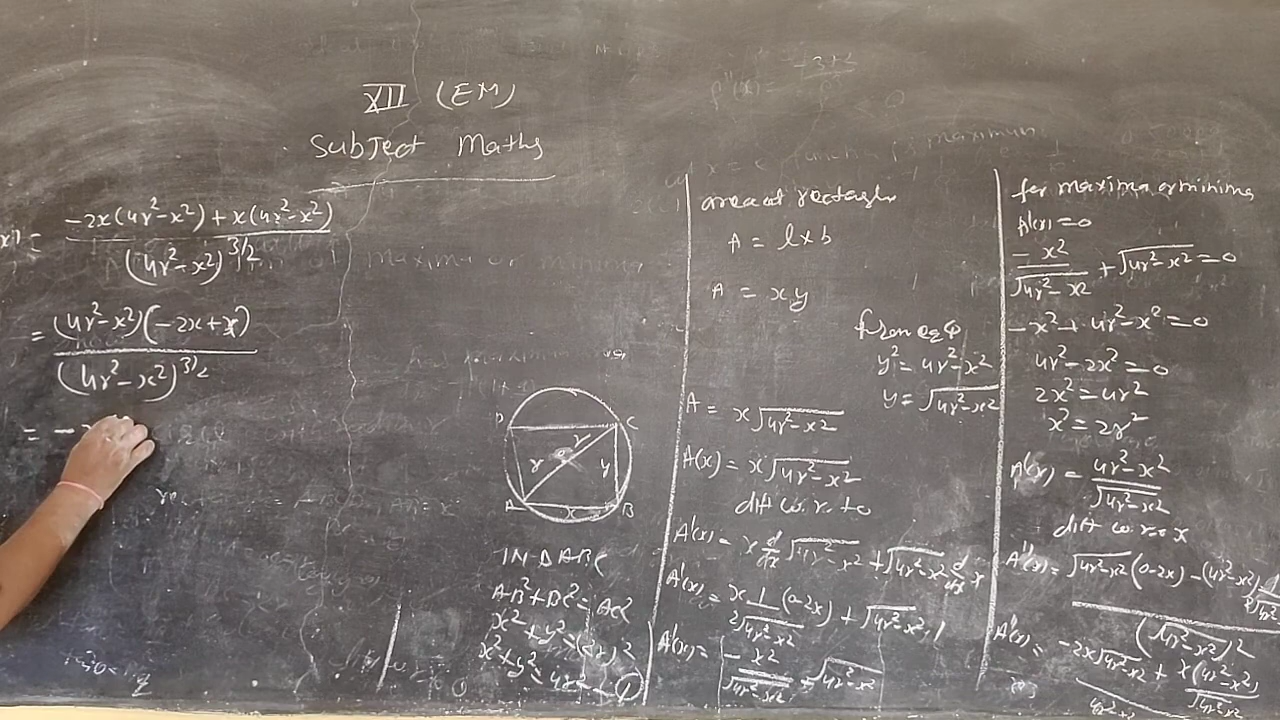 XII (EM)
Subject Maths
= -2x(4r²-x²)+x(4r²-x²) / (4r²-x²)^3/2
= (4r²-x²)(-2x+x) / (4r²-x²)^3/2
= -
D C
r
r y
A x B
IN Δ ABC
AB²+BC²=AC²
x²+y²=(2r)²
x²+y²=4r² - ①
area of rectangle
A = l×b
A = xy
from eq ①
y²=4r²-x²
y=√4r²-x²
A = x√4r²-x²
A(x) = x√4r²-x²
diff w.r. to
A'(x) = x d/dx √4r²-x² + √4r²-x² d/dx x
A'(x) = x 1/2√4r²-x² (0-2x) + √4r²-x² . 1
A'(x) = -x²/√4r²-x² + √4r²-x²
for maxima or minima
A'(x)=0
-x²/√4r²-x² + √4r²-x² =0
-x²+4r²-x²=0
4r²-2x²=0
2x²=4r²
x²=2r²
A'(x) = 4r²-x² / √4r²-x²
diff w.r.to x
A''(x) = √4r²-x² (0-2x) - (4r²-x²) / (√4r²-x²)²
A''(x) = -2x√4r²-x² + x(4r²-x²) / √4r²-x²